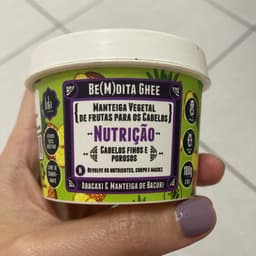 BE(M)DITA GHEE
MANTEIGA VEGETAL
[DE FRUTAS PARA OS CABELOS]
NUTRIÇÃO
CABELOS FINOS E
POROSOS
N DEVOLVE OS NUTRIENTES, CORPO E MACIEZ
ABACAXI & MANTEIGA DE BACURI
100g